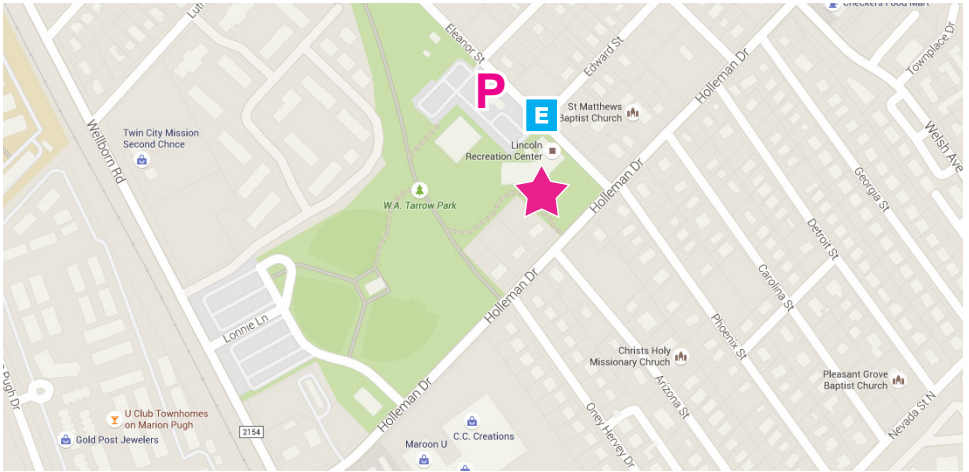 Checkers Food Mart
Eleanor St
Edward St
Holleman Dr
Townplace Dr
P
E
St Matthews
Baptist Church
Lincoln
Recreation Center
Welsh Ave
Georgia St
Wellborn Rd
Twin City Mission
Second Chnce
W.A. Tarrow Park
Holleman Dr
Detroit St
Carolina St
Holleman Dr
Lonnie Ln
Phoenix St
Christs Holy
Missionary Chruch
Arizona St
Pleasant Grove
Baptist Church
Pugh Dr
Holleman Dr
U Club Townhomes
on Marion Pugh
Gold Post Jewelers
2154
C.C. Creations
Maroon U
Oney Hervey Dr
Nevada St N